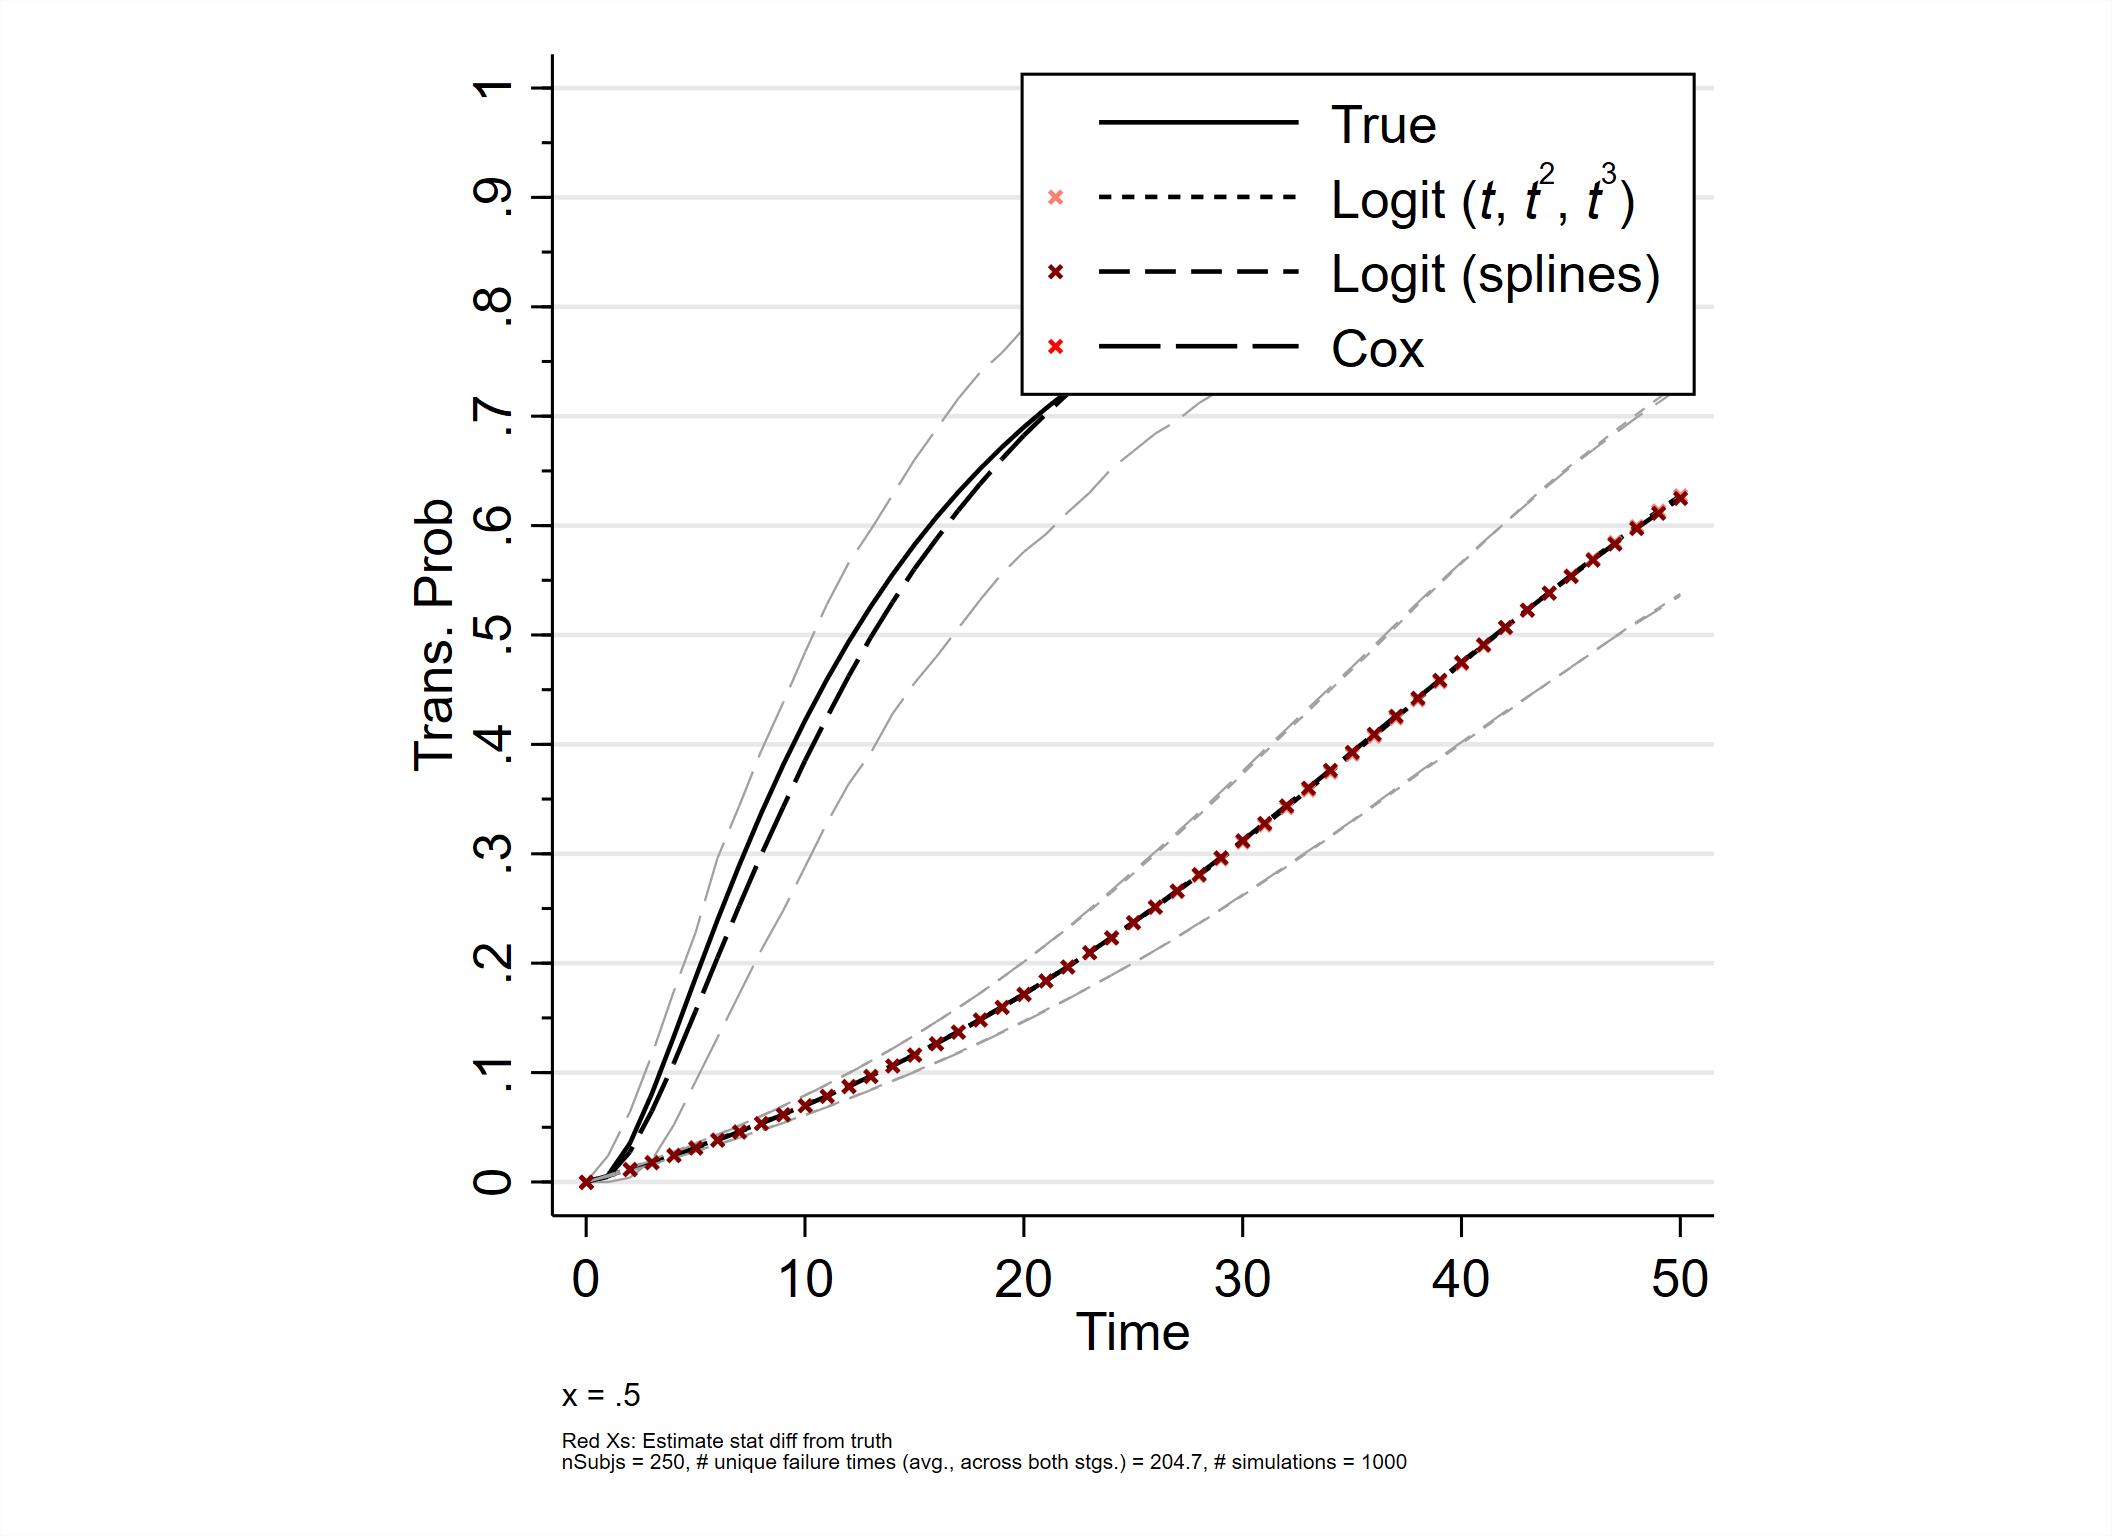 1
.9
.8
.7
.6
.5
.4
.3
.2
.1
0
Trans. Prob
True
Logit (t, t², t³)
Logit (splines)
Cox
0 10 20 30 40 50
Time
x = .5
Red Xs: Estimate stat diff from truth
nSubjs = 250, # unique failure times (avg., across both stgs.) = 204.7, # simulations = 1000